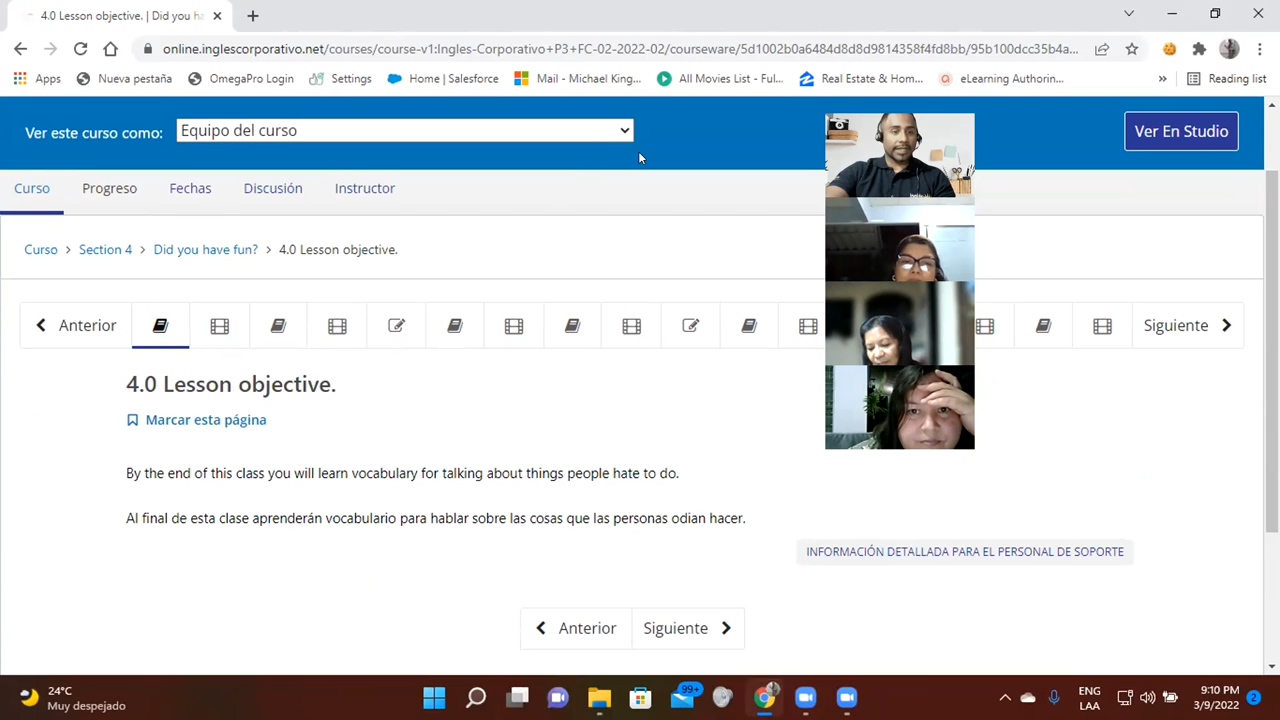 4.0 Lesson objective. | Did you ha
online.inglescorporativo.net/courses/course-v1:Ingles-Corporativo+P3+FC-02-2022-02/courseware/5d1002b0a6484d8d8d9814358f4fd8bb/95b100dcc35b4a...
Apps Nueva pestaña OmegaPro Login Settings Home | Salesforce Mail - Michael King... All Movies List - Ful... Real Estate & Hom... eLearning Authorin... » Reading list
Ver este curso como: Equipo del curso Ver En Studio
Curso Progreso Fechas Discusión Instructor
Curso > Section 4 > Did you have fun? > 4.0 Lesson objective.
Anterior Siguiente
4.0 Lesson objective.
Marcar esta página
By the end of this class you will learn vocabulary for talking about things people hate to do.
Al final de esta clase aprenderán vocabulario para hablar sobre las cosas que las personas odian hacer.
INFORMACIÓN DETALLADA PARA EL PERSONAL DE SOPORTE
Anterior Siguiente
24°C
Muy despejado
99+
ENG
LAA
9:10 PM
3/9/2022
2